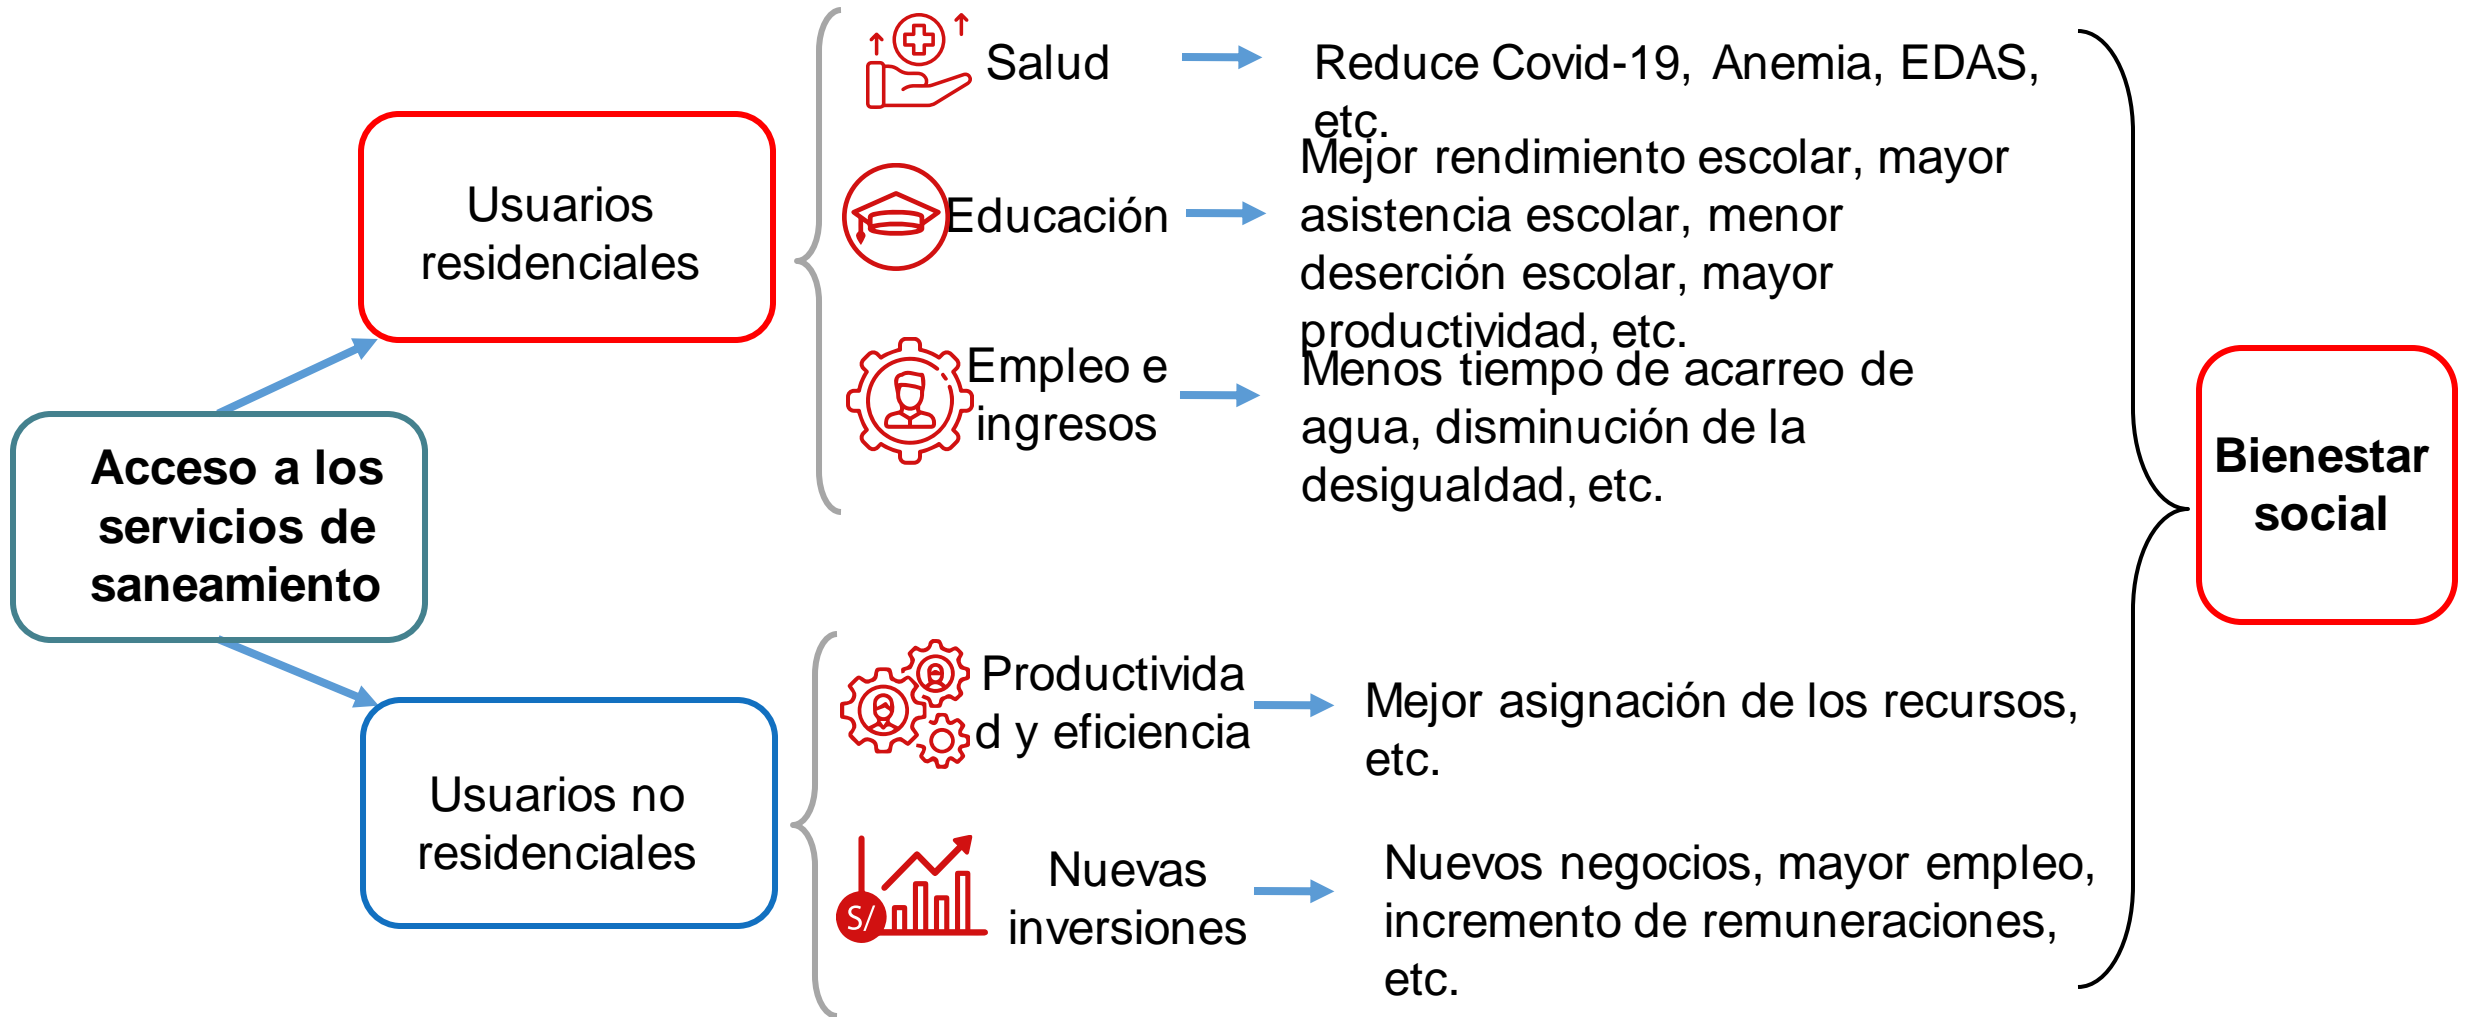 Acceso a los
servicios de
saneamiento
Usuarios
residenciales
Salud
Reduce Covid-19, Anemia, EDAS,
etc.
Educación
Mejor rendimiento escolar, mayor
asistencia escolar, menor
deserción escolar, mayor
productividad, etc.
Empleo e
ingresos
Menos tiempo de acarreo de
agua, disminución de la
desigualdad, etc.
Usuarios no
residenciales
Productivida
d y eficiencia
Mejor asignación de los recursos,
etc.
S/
Nuevas
inversiones
Nuevos negocios, mayor empleo,
incremento de remuneraciones,
etc.
Bienestar
social